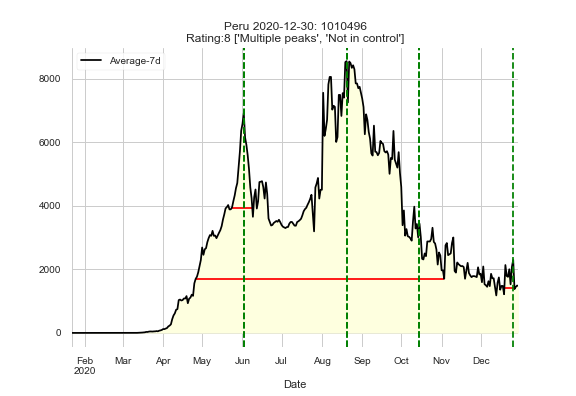 Peru 2020-12-30: 1010496
Rating:8 ['Multiple peaks', 'Not in control']
Average-7d
8000
6000
4000
2000
0
Feb Mar Apr May Jun Jul Aug Sep Oct Nov Dec
2020
Date